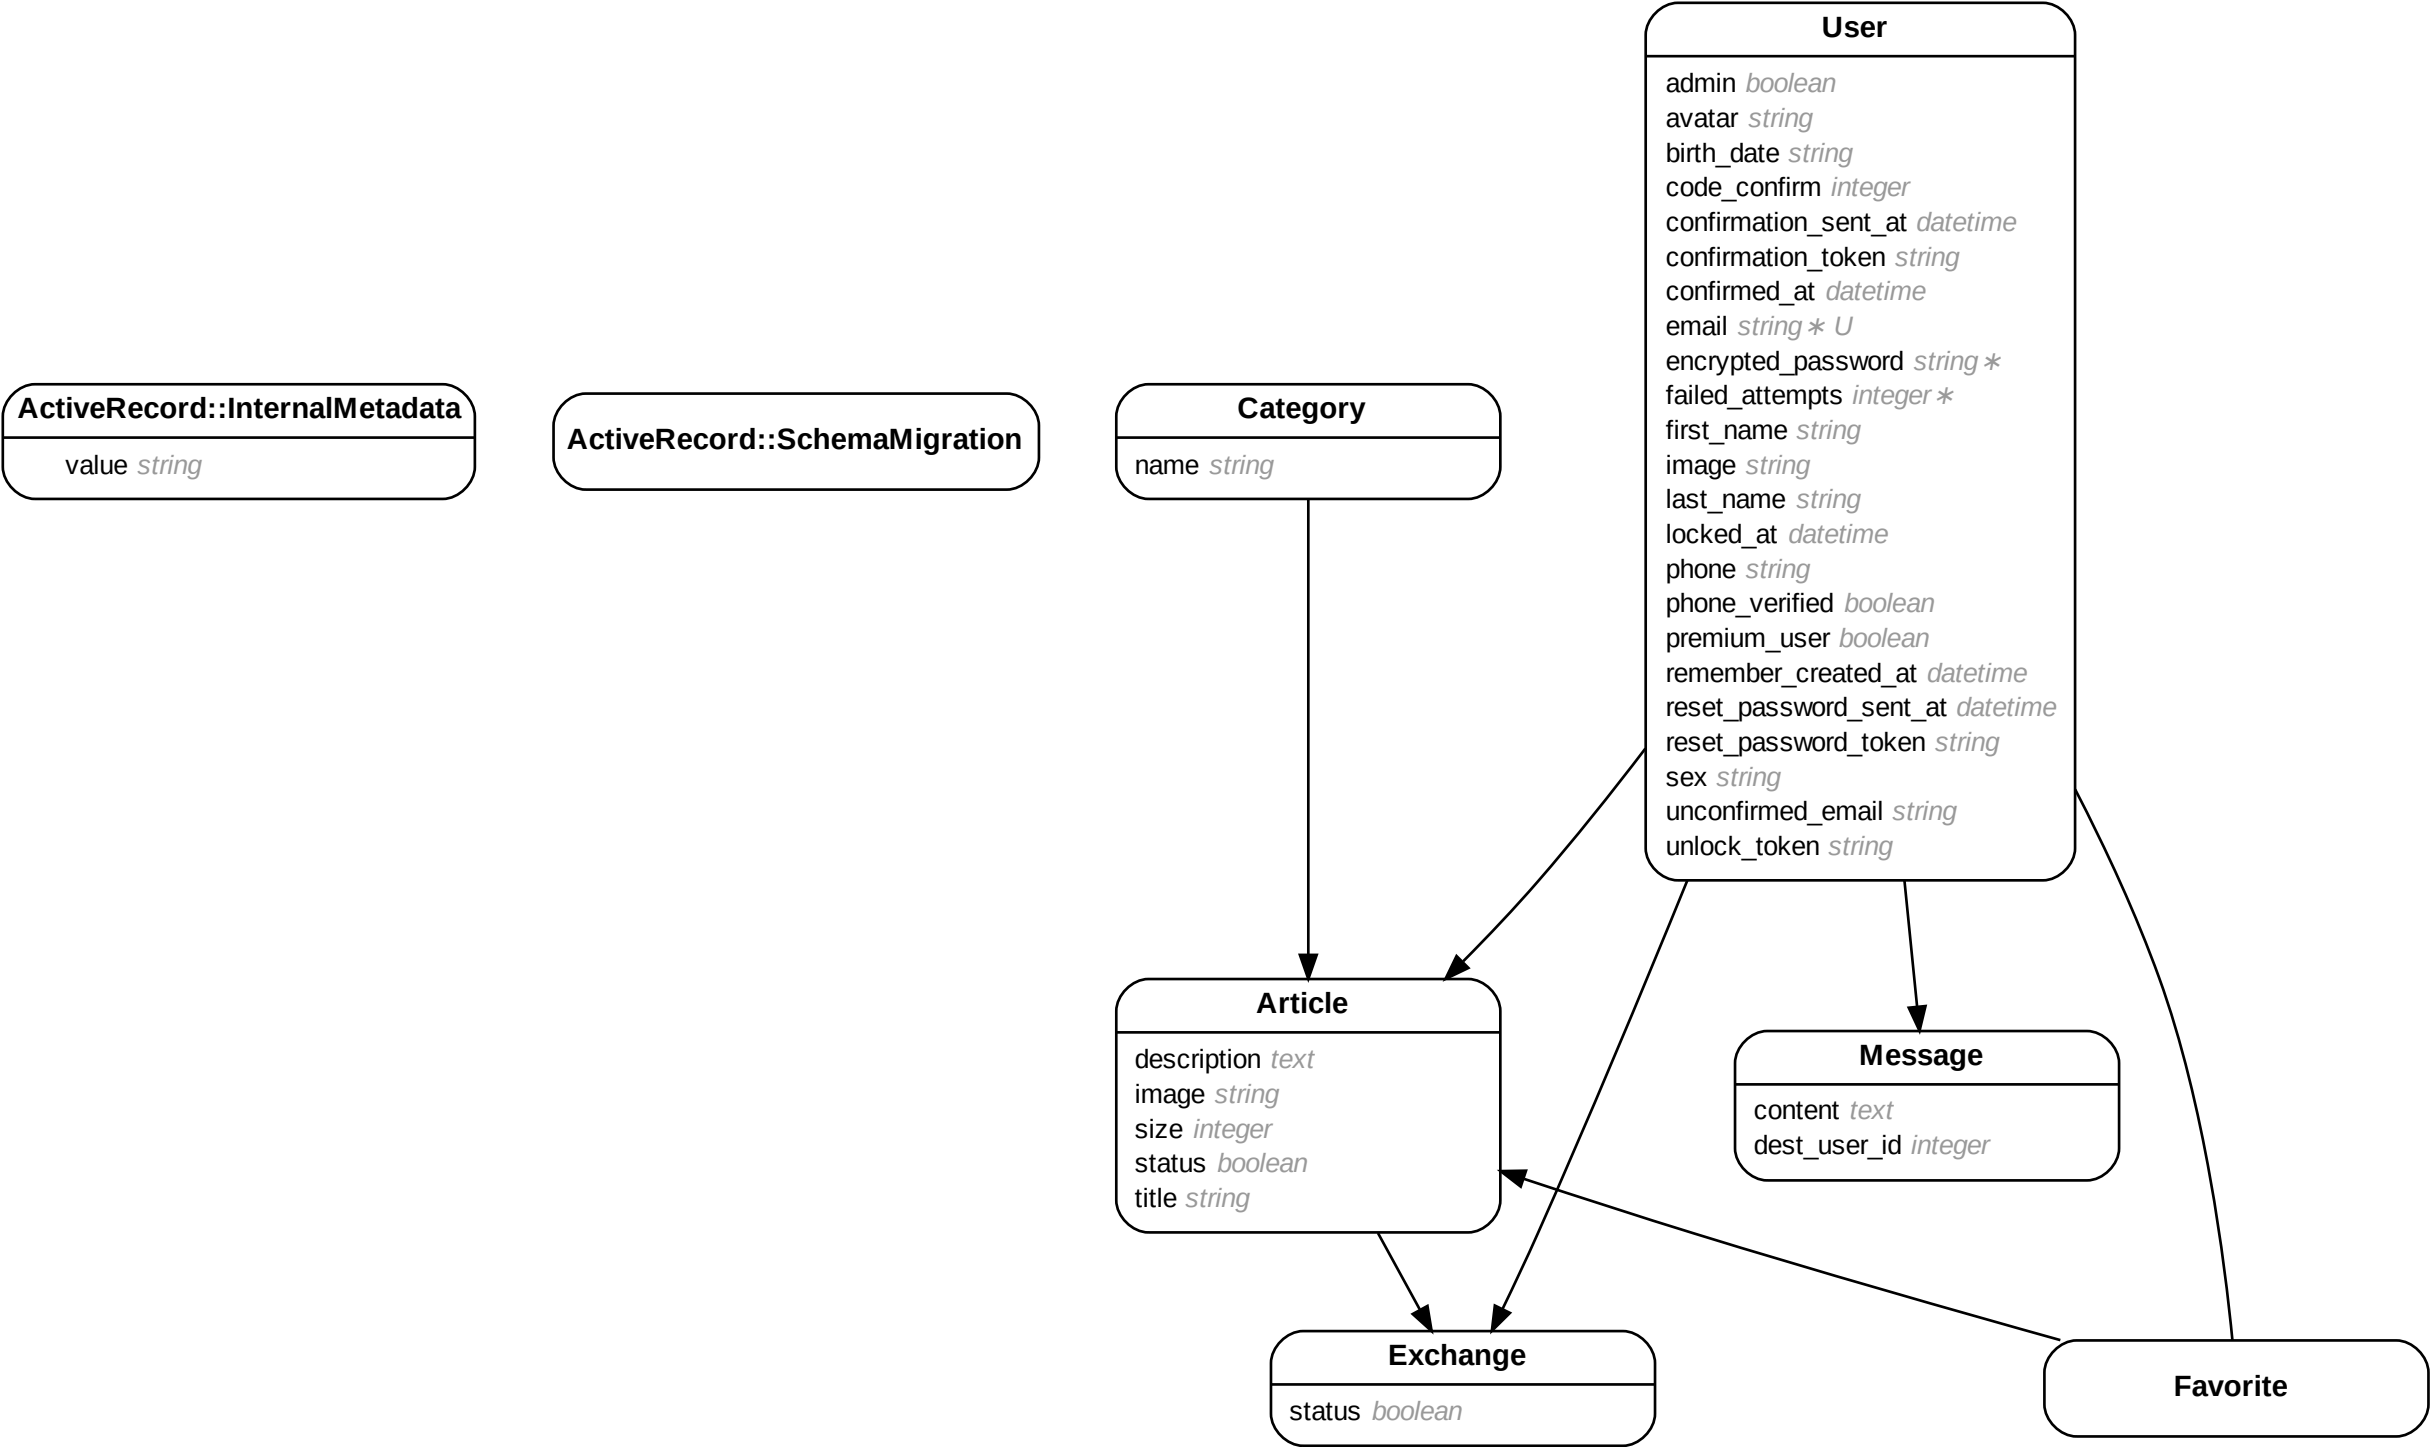 User
admin boolean
avatar string
birth_date string
code_confirm integer
confirmation_sent_at datetime
confirmation_token string
confirmed_at datetime
email string∗ U
encrypted_password string∗
failed_attempts integer∗
first_name string
image string
last_name string
locked_at datetime
phone string
phone_verified boolean
premium_user boolean
remember_created_at datetime
reset_password_sent_at datetime
reset_password_token string
sex string
unconfirmed_email string
unlock_token string
ActiveRecord::InternalMetadata
value string
ActiveRecord::SchemaMigration
Category
name string
Article
description text
image string
size integer
status boolean
title string
Message
content text
dest_user_id integer
Exchange
status boolean
Favorite